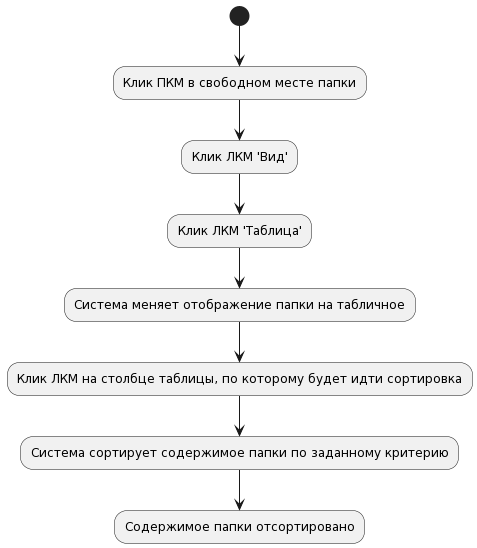 Клик ПКМ в свободном месте папки
Клик ЛКМ 'Вид'
Клик ЛКМ 'Таблица'
Система меняет отображение папки на табличное
Клик ЛКМ на столбце таблицы, по которому будет идти сортировка
Система сортирует содержимое папки по заданному критерию
Содержимое папки отсортировано